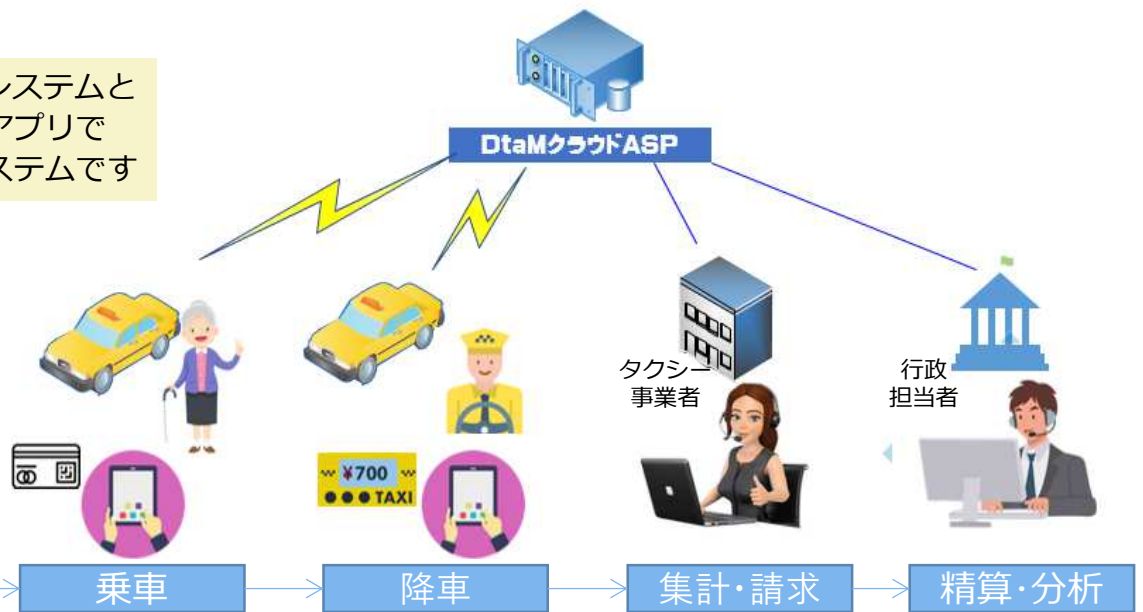 システムと
アプリで
ステムです
DtaMクラウドASP
タクシー
事業者
行政
担当者
¥700
TAXI
乗車
降車
集計・請求
精算・分析